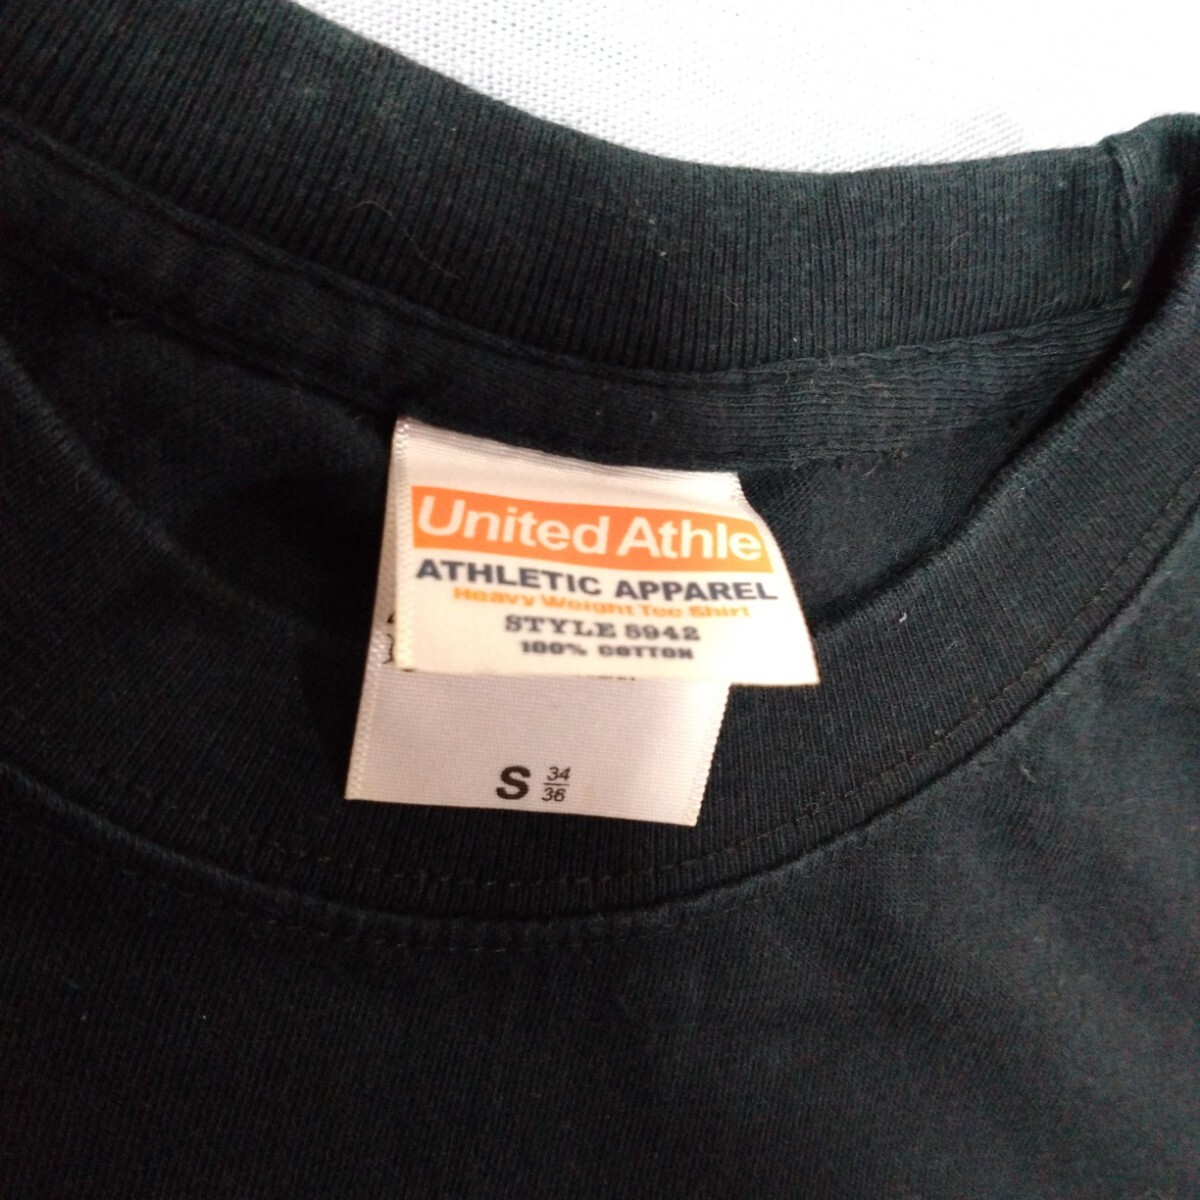 United Athle
ATHLETIC APPAREL
Heavy Weight Tee Shirt
STYLE 5942
100% COTTON
S 34
36